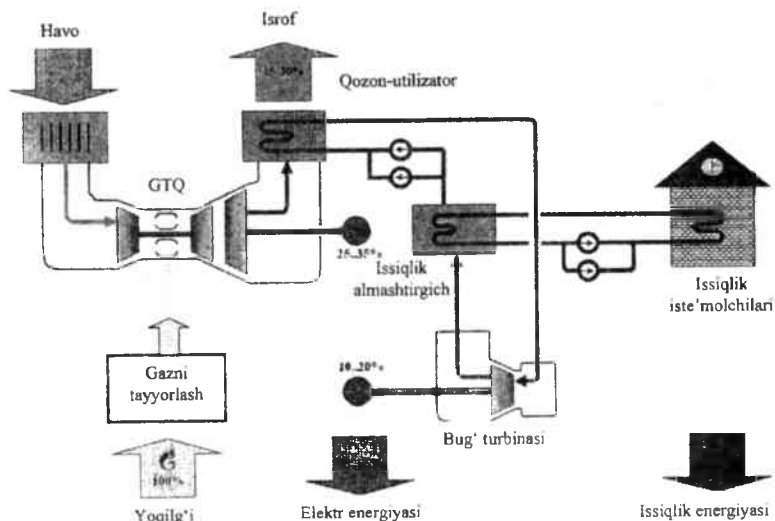 Havo
Isrof
Qozon-utilizator
GTQ
25..35%
Issiqlik
almashtirgich
Issiqlik
iste'molchilari
10..20%
Gazni
tayyorlash
Bug' turbinasi
100%
Yoqilg'i
Elektr energiyasi
Issiqlik energiyasi